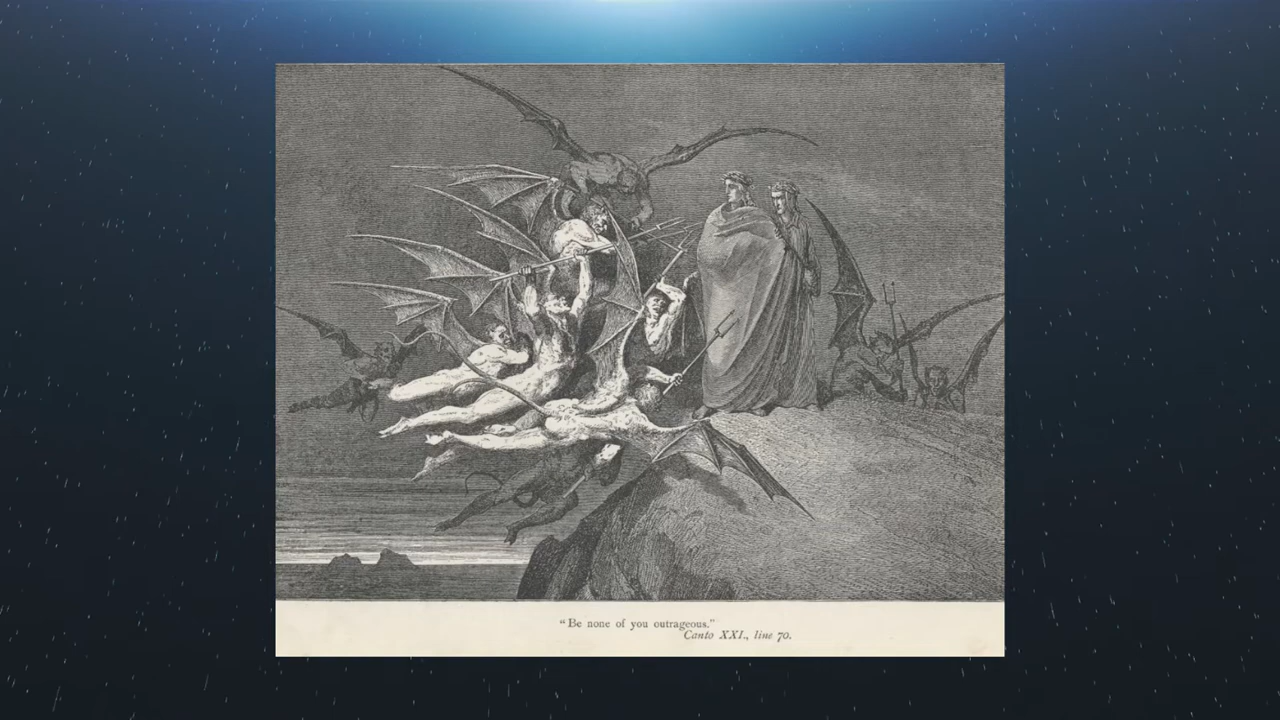 “Be none of you outrageous.”
Canto XXI., line 70.